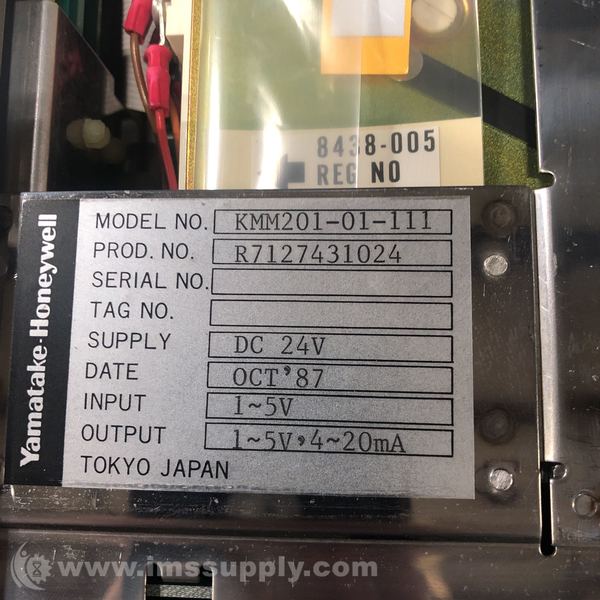 8438-005
REG NO
Yamatake-Honeywell
MODEL NO. KMM201-01-111
PROD. NO. R7127431024
SERIAL NO.
TAG NO.
SUPPLY DC 24V
DATE OCT'87
INPUT 1~5V
OUTPUT 1~5V,4~20mA
TOKYO JAPAN
www.imssupply.com